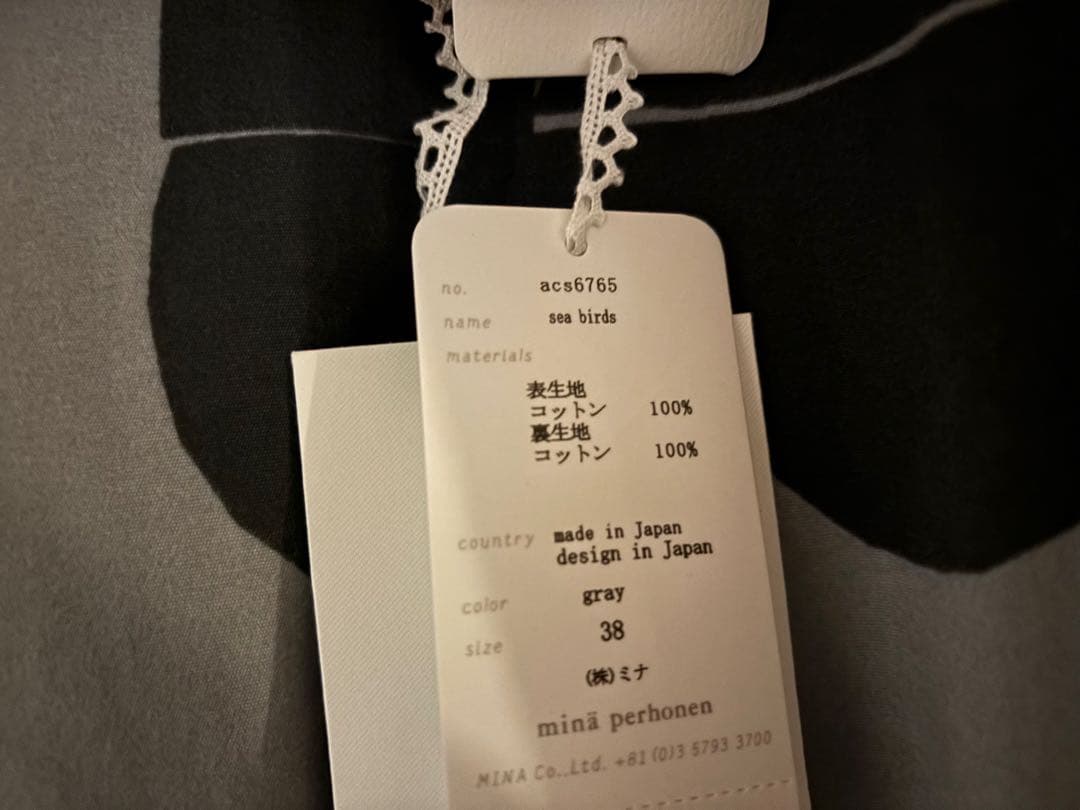 no. acs6765
name sea birds
materials
表生地
コットン 100%
裏生地
コットン 100%
country made in Japan
design in Japan
color gray
size 38
(株)ミナ
minä perhonen
MINA Co.,Ltd. +81 (0)3 5793 3700